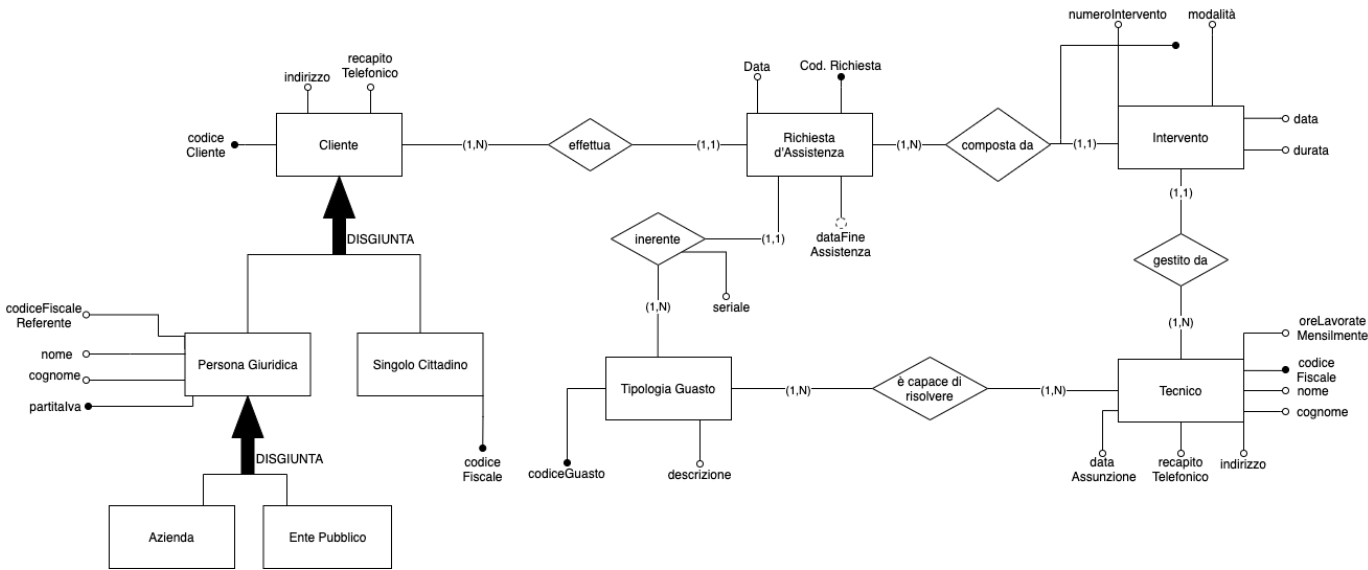 numeroIntervento
modalità
recapito
Telefonico
indirizzo
Data
Cod. Richiesta
codice
Cliente
Cliente
(1,N)
effettua
(1,1)
Richiesta
d'Assistenza
(1,N)
composta da
(1,1)
Intervento
data
durata
DISGIUNTA
inerente
(1,1)
dataFine
Assistenza
(1,1)
gestito da
seriale
(1,N)
(1,N)
codiceFiscale
Referente
nome
cognome
partitaIva
Persona Giuridica
Singolo Cittadino
Tipologia Guasto
(1,N)
è capace di
risolvere
(1,N)
Tecnico
oreLavorate
Mensilmente
codice
Fiscale
nome
cognome
DISGIUNTA
codice
Fiscale
codiceGuasto
descrizione
data
Assunzione
recapito
Telefonico
indirizzo
Azienda
Ente Pubblico